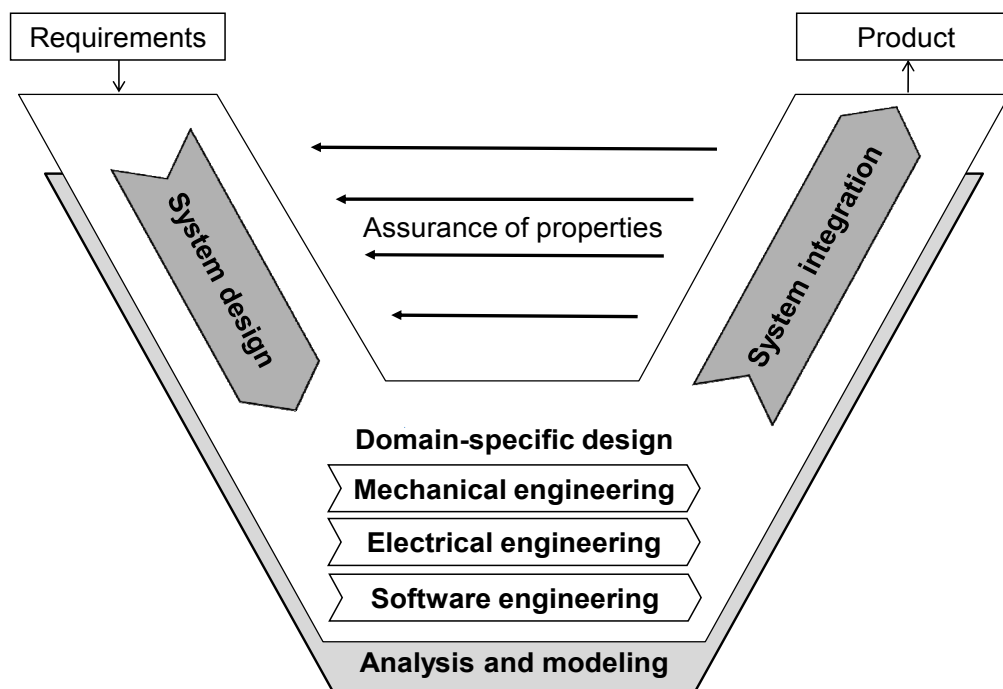 Requirements
Product
System design
Assurance of properties
System integration
Domain-specific design
Mechanical engineering
Electrical engineering
Software engineering
Analysis and modeling